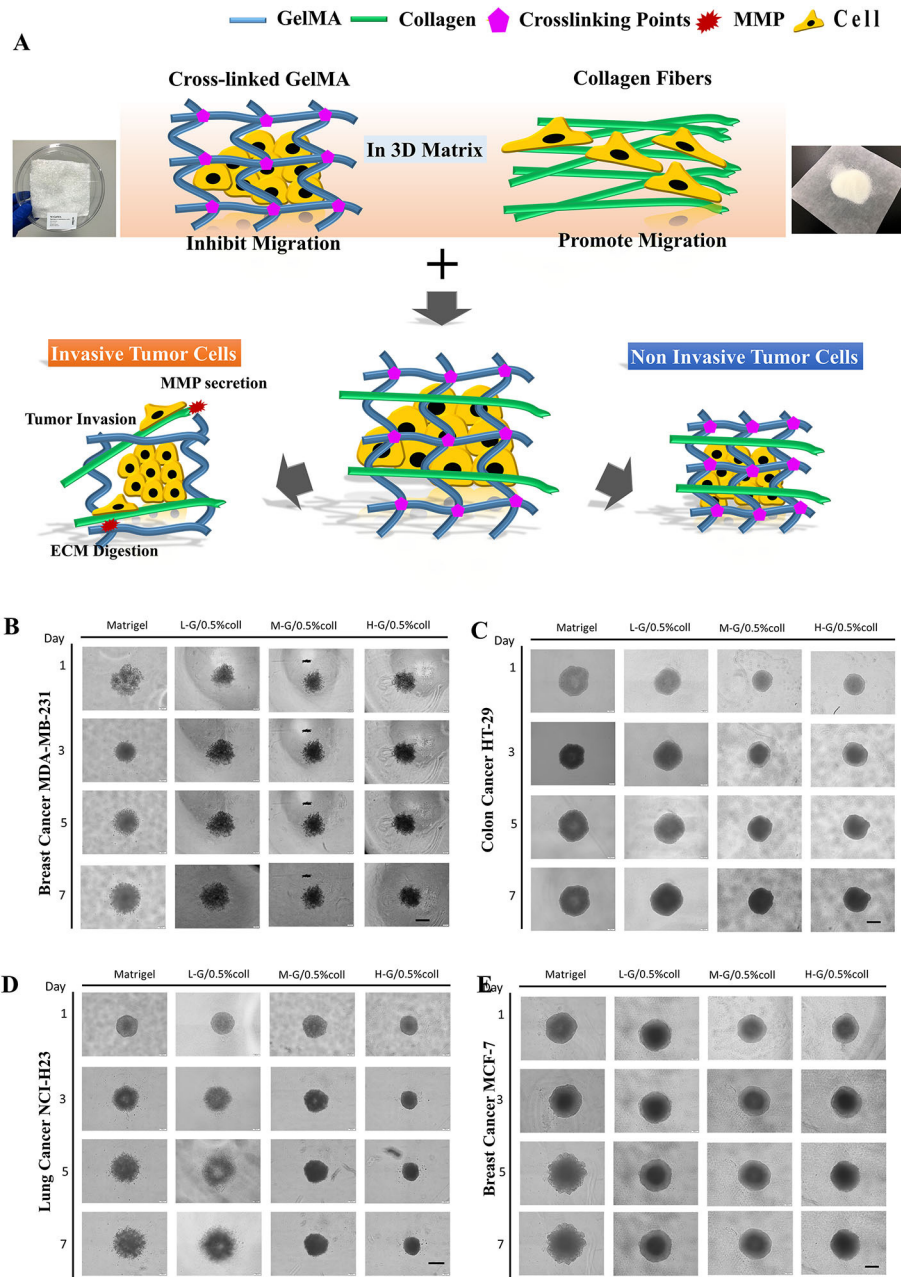 GelMA Collagen Crosslinking Points MMP Cell
A
Cross-linked GelMA
Collagen Fibers
In 3D Matrix
Inhibit Migration
Promote Migration
+
Invasive Tumor Cells
Non Invasive Tumor Cells
MMP secretion
Tumor Invasion
ECM Digestion
B
Day
Matrigel L-G/0.5%coll M-G/0.5%coll H-G/0.5%coll
1
3
5
7
Breast Cancer MDA-MB-231
C
Day
Matrigel L-G/0.5%coll M-G/0.5%coll H-G/0.5%coll
1
3
5
7
Colon Cancer HT-29
D
Day
Matrigel L-G/0.5%coll M-G/0.5%coll H-G/0.5%coll
1
3
5
7
Lung Cancer NCI-H23
E
Day
Matrigel L-G/0.5%coll M-G/0.5%coll H-G/0.5%coll
1
3
5
7
Breast Cancer MCF-7